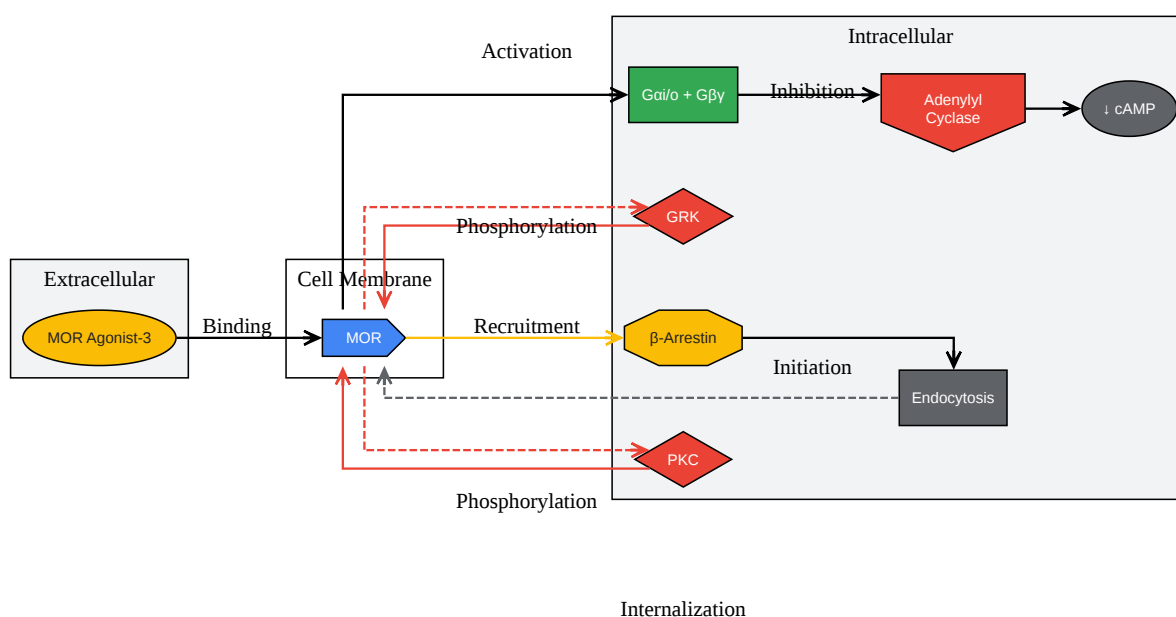 Intracellular
Activation
Gαi/o + Gβγ
Inhibition
Adenylyl
Cyclase
↓ cAMP
GRK
Phosphorylation
Extracellular
Cell Membrane
MOR Agonist-3
Binding
MOR
Recruitment
β-Arrestin
Initiation
Endocytosis
PKC
Phosphorylation
Internalization